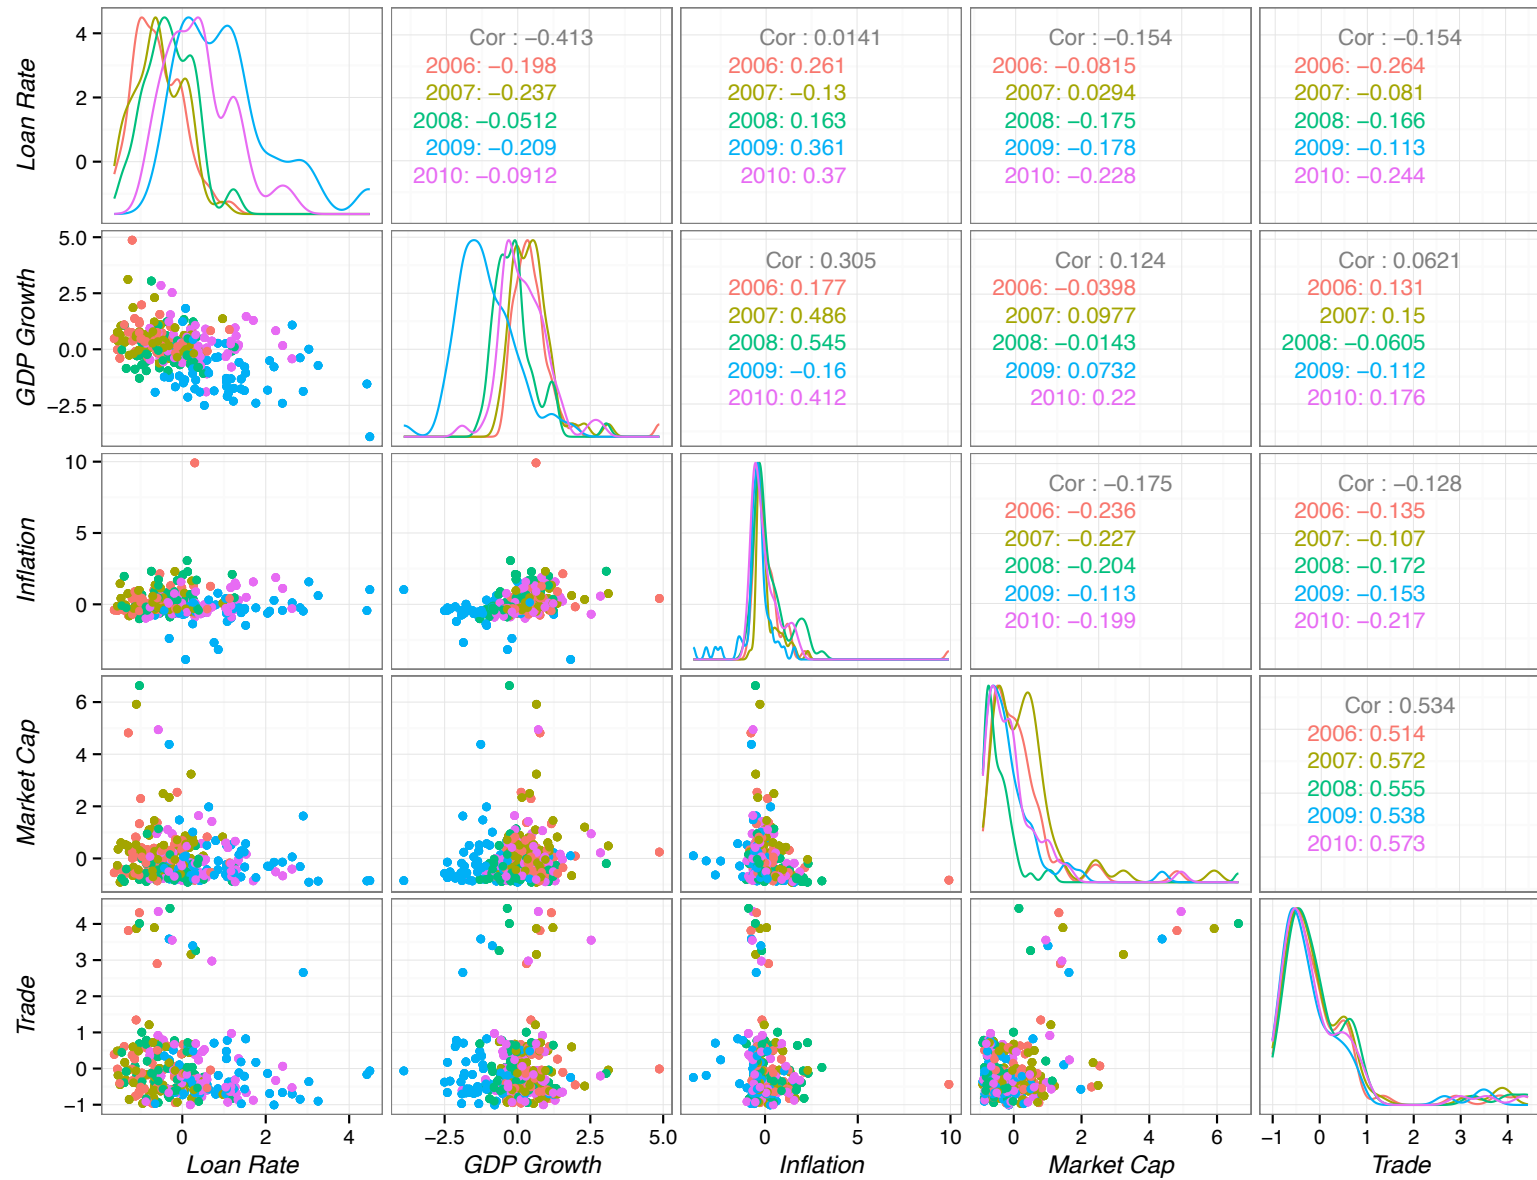 Loan Rate
4
2
0
Cor : −0.413
2006: −0.198
2007: −0.237
2008: −0.0512
2009: −0.209
2010: −0.0912
Cor : 0.0141
2006: 0.261
2007: −0.13
2008: 0.163
2009: 0.361
2010: 0.37
Cor : −0.154
2006: −0.0815
2007: 0.0294
2008: −0.175
2009: −0.178
2010: −0.228
Cor : −0.154
2006: −0.264
2007: −0.081
2008: −0.166
2009: −0.113
2010: −0.244
GDP Growth
5.0
2.5
0.0
−2.5
Cor : 0.305
2006: 0.177
2007: 0.486
2008: 0.545
2009: −0.16
2010: 0.412
Cor : 0.124
2006: −0.0398
2007: 0.0977
2008: −0.0143
2009: 0.0732
2010: 0.22
Cor : 0.0621
2006: 0.131
2007: 0.15
2008: −0.0605
2009: −0.112
2010: 0.176
Inflation
10
5
0
Cor : −0.175
2006: −0.236
2007: −0.227
2008: −0.204
2009: −0.113
2010: −0.199
Cor : −0.128
2006: −0.135
2007: −0.107
2008: −0.172
2009: −0.153
2010: −0.217
Market Cap
6
4
2
0
Cor : 0.534
2006: 0.514
2007: 0.572
2008: 0.555
2009: 0.538
2010: 0.573
Trade
4
3
2
1
0
−1
0 2 4
−2.5 0.0 2.5 5.0
0 5 10
0 2 4 6
−1 0 1 2 3 4
Loan Rate
GDP Growth
Inflation
Market Cap
Trade